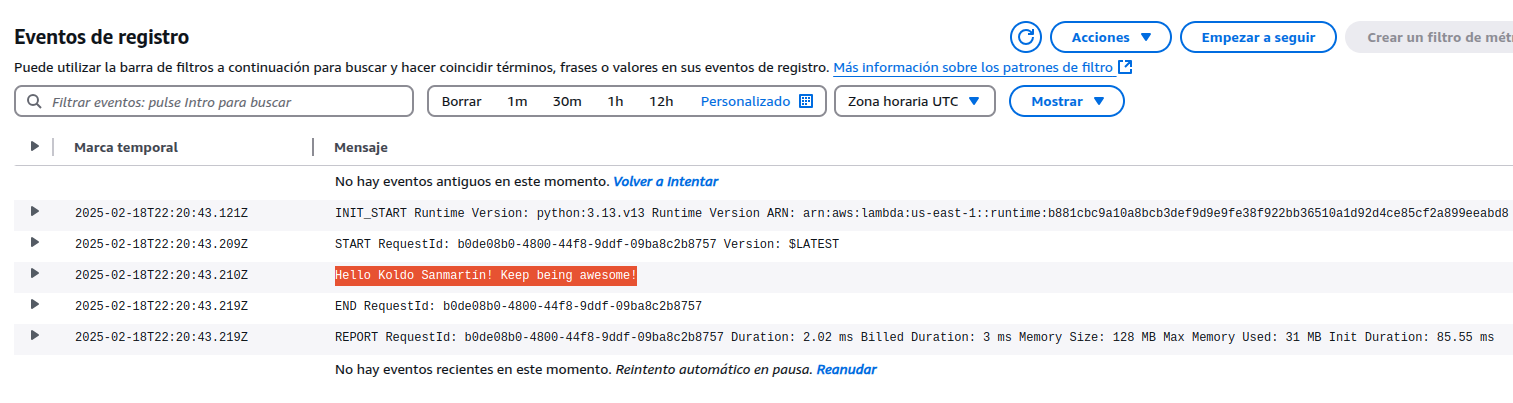 Eventos de registro
Acciones
Empezar a seguir
Crear un filtro de
Puede utilizar la barra de filtros a continuación para buscar y hacer coincidir términos, frases o valores en sus eventos de registro. Más información sobre los patrones de filtro
Filtrar eventos: pulse Intro para buscar
Borrar 1m 30m 1h 12h Personalizado
Zona horaria UTC
Mostrar
Marca temporal Mensaje
No hay eventos antiguos en este momento. Volver a Intentar
2025-02-18T22:20:43.121Z INIT_START Runtime Version: python:3.13.v13 Runtime Version ARN: arn:aws:lambda:us-east-1::runtime:b881cbc9a10a8bcb3def9d9e9fe38f922bb36510a1d92d4ce85cf2a899eeabd8
2025-02-18T22:20:43.209Z START RequestId: b0de08b0-4800-44f8-9ddf-09ba8c2b8757 Version: $LATEST
2025-02-18T22:20:43.210Z Hello Koldo Sanmartín! Keep being awesome!
2025-02-18T22:20:43.219Z END RequestId: b0de08b0-4800-44f8-9ddf-09ba8c2b8757
2025-02-18T22:20:43.219Z REPORT RequestId: b0de08b0-4800-44f8-9ddf-09ba8c2b8757 Duration: 2.02 ms Billed Duration: 3 ms Memory Size: 128 MB Max Memory Used: 31 MB Init Duration: 85.55 ms
No hay eventos recientes en este momento. Reintento automático en pausa. Reanudar